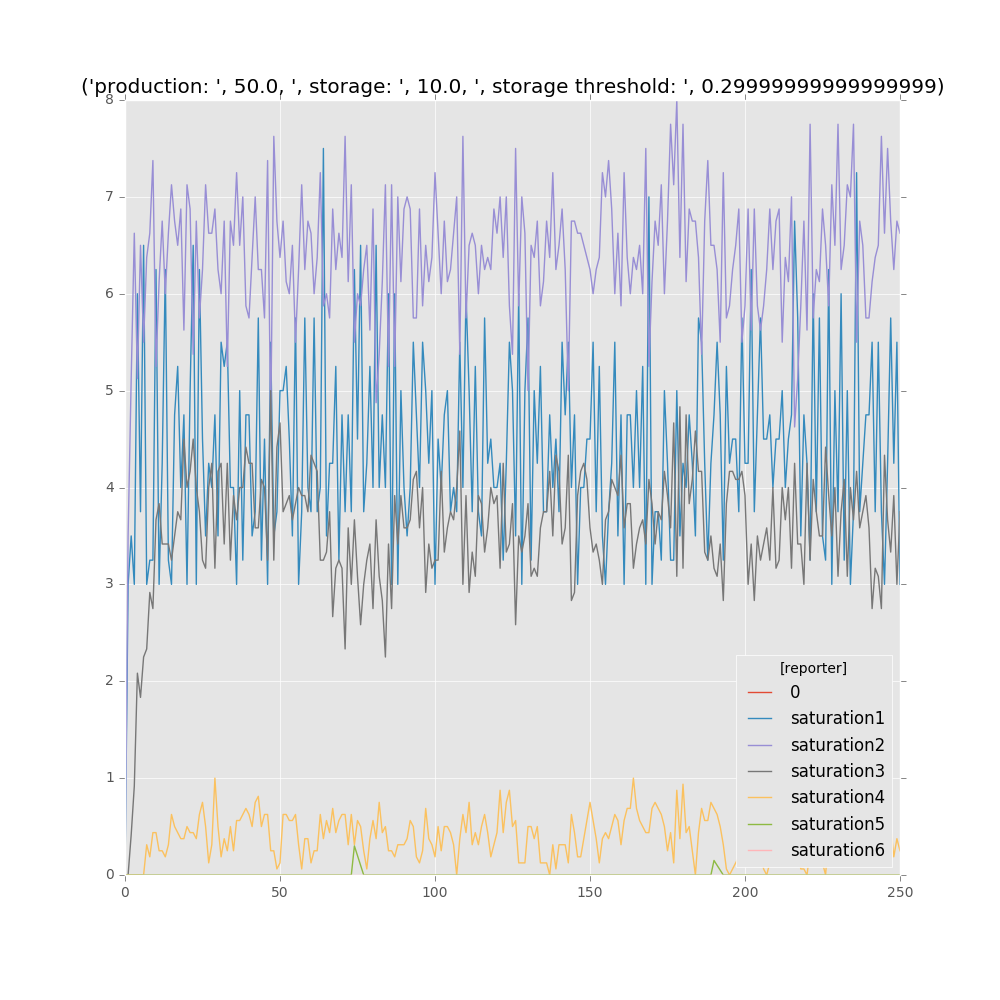 ('production: ', 50.0, ', storage: ', 10.0, ', storage threshold: ', 0.29999999999999999)
8
7
6
5
4
3
2
1
0
0
50
100
150
200
250
[reporter]
0
saturation1
saturation2
saturation3
saturation4
saturation5
saturation6